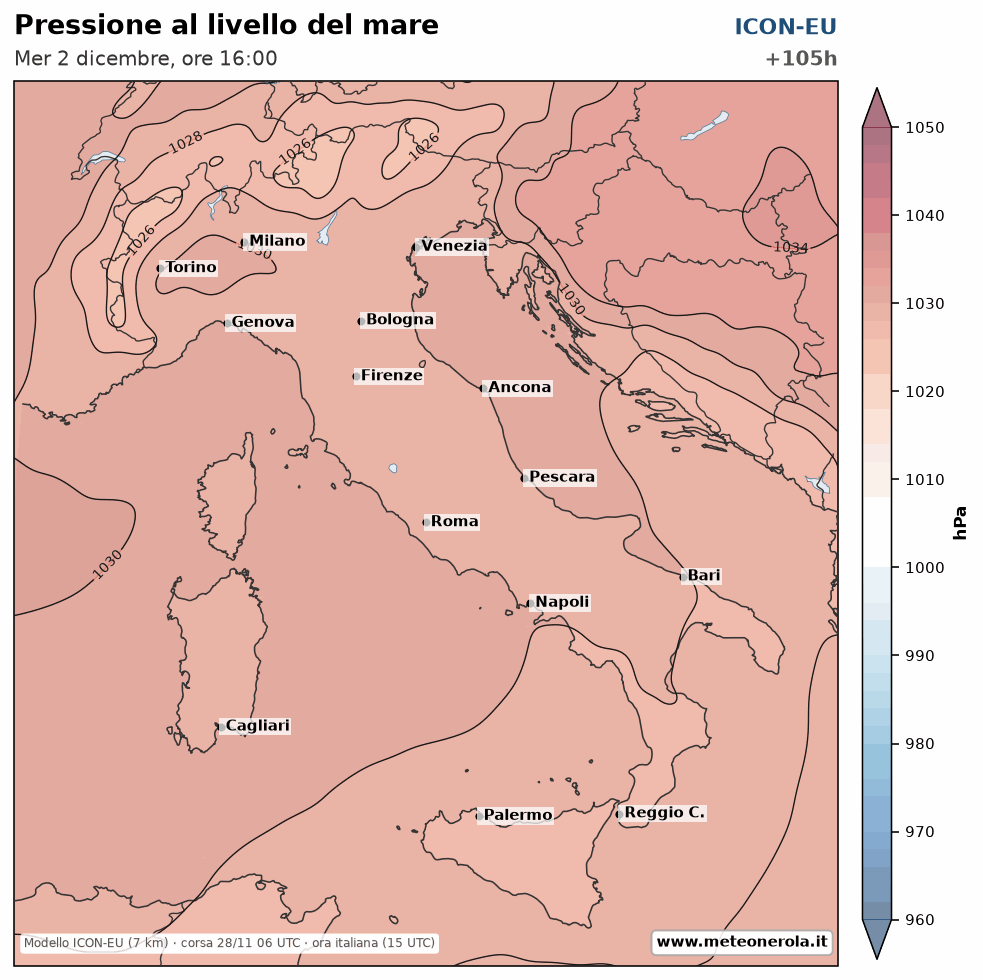 Pressione al livello del mare
ICON-EU
Mer 2 dicembre, ore 16:00
+105h
1028
1026
1026
1026
1034
1030
1030
Milano
Torino
Venezia
Genova
Bologna
Firenze
Ancona
Pescara
Roma
Bari
Napoli
Cagliari
Palermo
Reggio C.
1050
1040
1030
1020
1010
1000
990
980
970
960
hPa
Modello ICON-EU (7 km) · corsa 28/11 06 UTC · ora italiana (15 UTC)
www.meteonerola.it